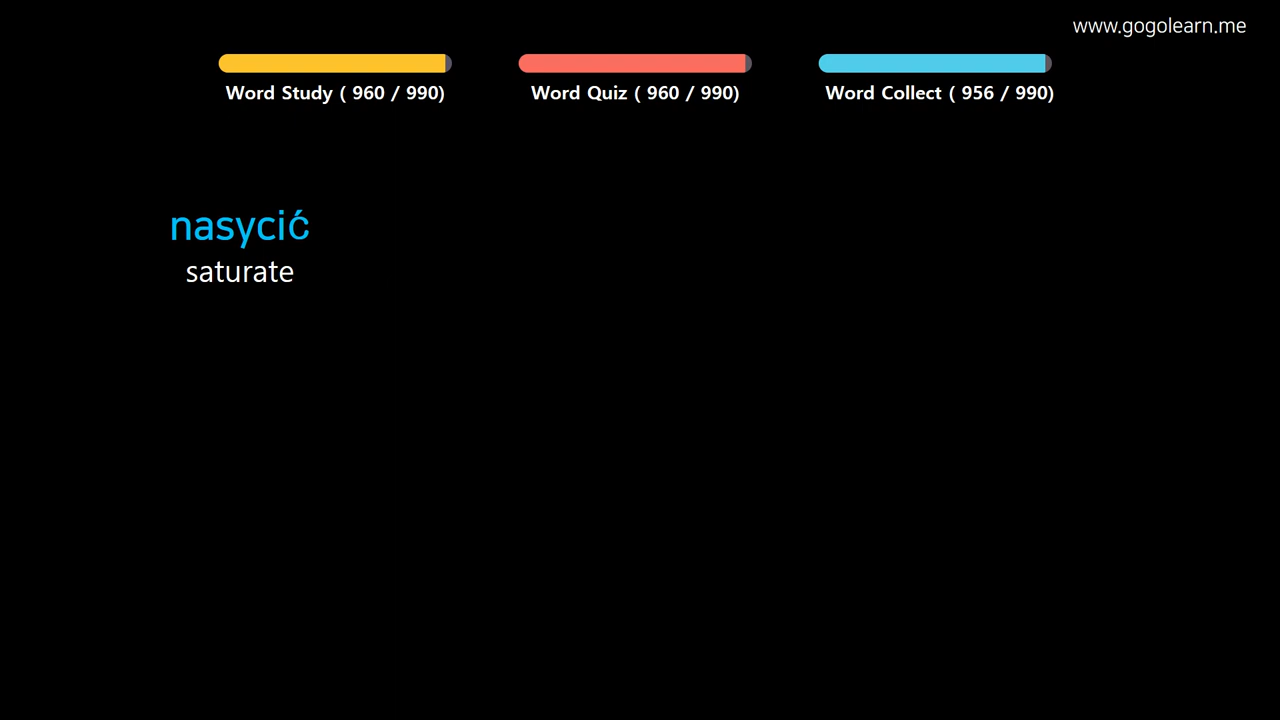 www.gogolearn.me
Word Study ( 960 / 990)
Word Quiz ( 960 / 990)
Word Collect ( 956 / 990)
nasycić
saturate